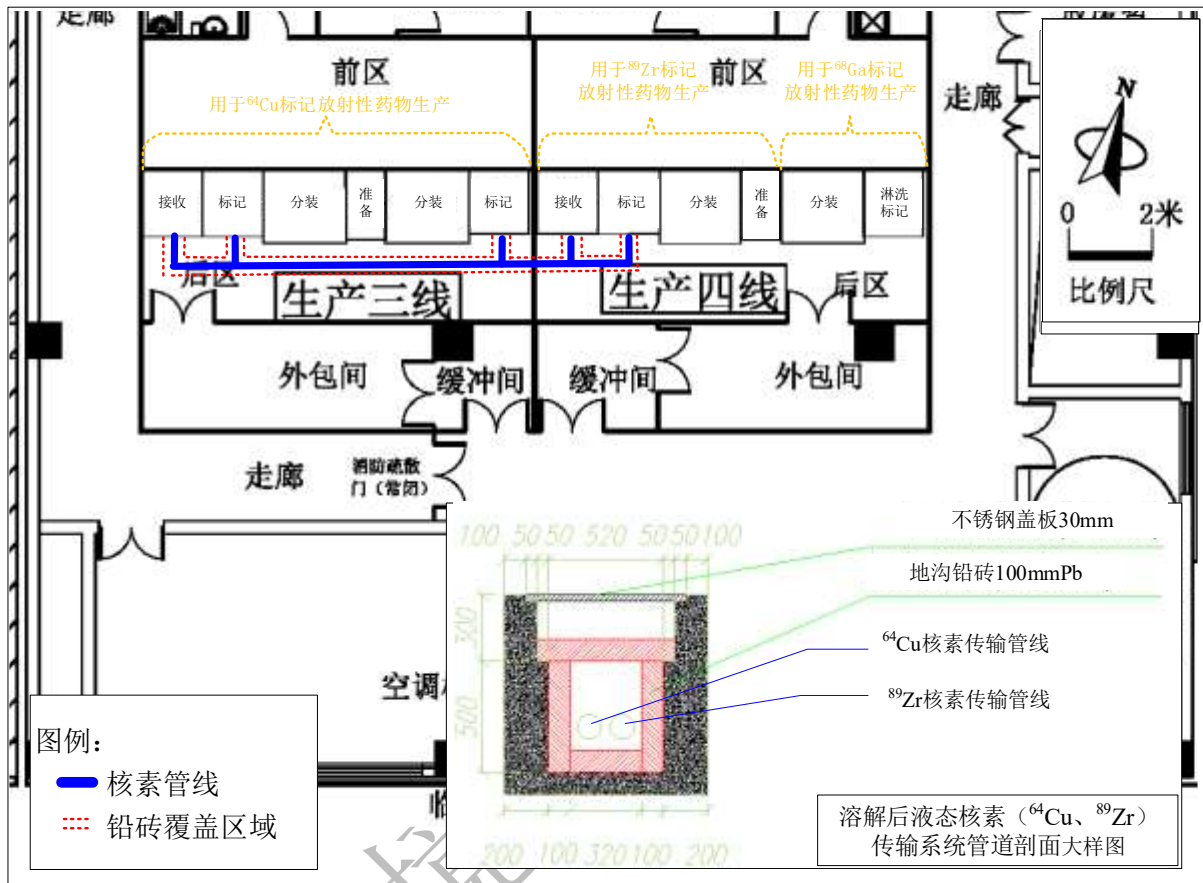 走廊
前区
前区
走廊
用于⁶⁴Cu标记放射性药物生产
用于⁸⁹Zr标记
放射性药物生产
用于⁶⁸Ga标记
放射性药物生产
N
0 2米
比例尺
接收
标记
分装
准
备
分装
标记
接收
标记
分装
准
备
分装
淋洗
标记
后区
生产三线
生产四线
后区
外包间
缓冲间
缓冲间
外包间
走廊
消防疏散
门（常闭）
空调
100 50 50 520 50 50 100
300
500
200 100 320 100 200
不锈钢盖板30mm
地沟铅砖100mmPb
⁶⁴Cu核素传输管线
⁸⁹Zr核素传输管线
溶解后液态核素（⁶⁴Cu、⁸⁹Zr）
传输系统管道剖面大样图
图例：
核素管线
铅砖覆盖区域
临